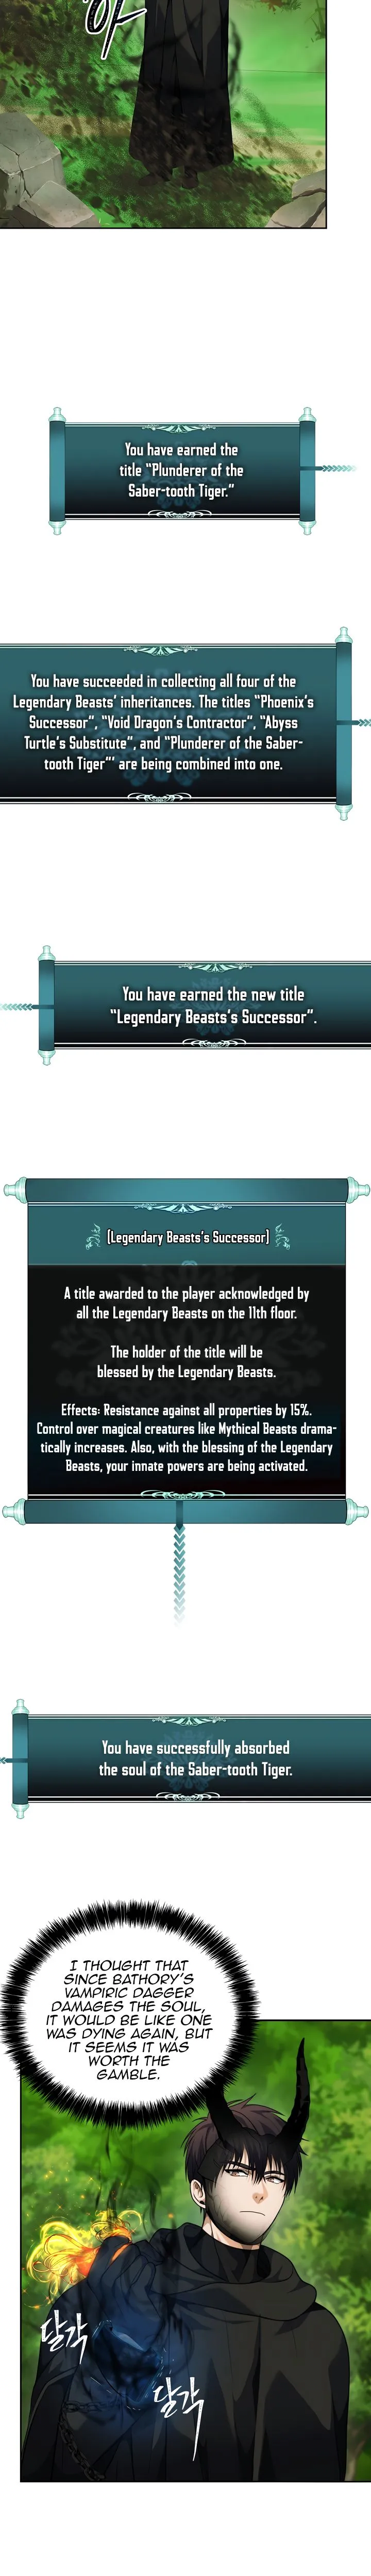 야
You have earned the
title “Plunderer of the
Saber-tooth Tiger.”
You have succeeded in collecting all four of the
Legendary Beasts’ inheritances. The titles “Phoenix’s
Successor”, “Void Dragon’s Contractor”, “Abyss
Turtle’s Substitute”, and “Plunderer of the Saber-
tooth Tiger”’ are being combined into one.
You have earned the new title
“Legendary Beasts’s Successor”.
[Legendary Beasts’s Successor]
A title awarded to the player acknowledged by
all the Legendary Beasts on the 11th floor.
The holder of the title will be
blessed by the Legendary Beasts.
Effects: Resistance against all properties by 15%.
Control over magical creatures like Mythical Beasts drama-
tically increases. Also, with the blessing of the Legendary
Beasts, your innate powers are being activated.
You have successfully absorbed
the soul of the Saber-tooth Tiger.
I THOUGHT THAT
SINCE BATHORY’S
VAMPIRIC DAGGER
DAMAGES THE SOUL,
IT WOULD BE LIKE ONE
WAS DYING AGAIN, BUT
IT SEEMS IT WAS
WORTH THE
GAMBLE.
달각
달각